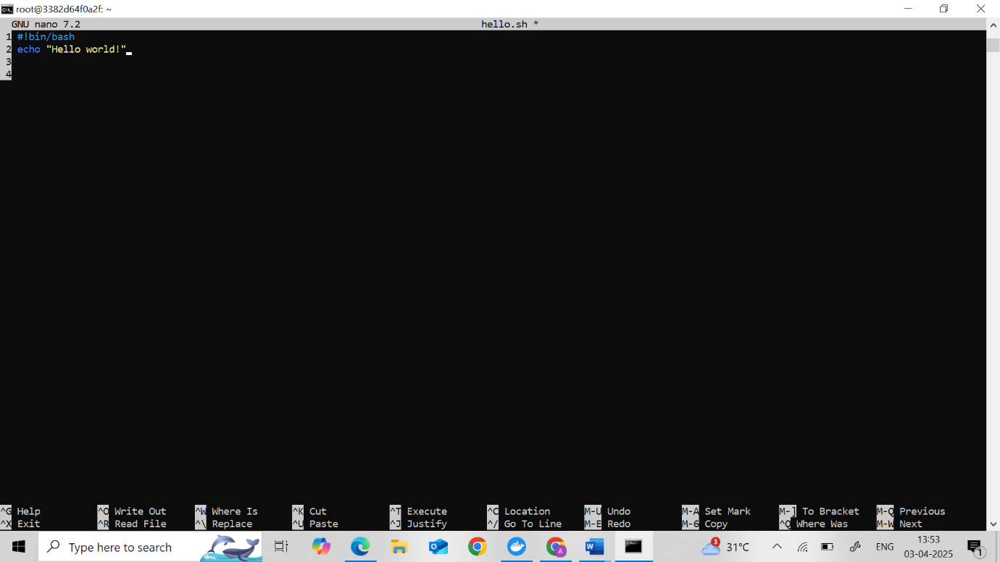 root@3382d64f0a2f: ~
GNU nano 7.2 hello.sh *
1 #!bin/bash
2 echo "Hello world!"
3
4
^G Help ^O Write Out ^W Where Is ^K Cut ^T Execute ^C Location M-U Undo M-A Set Mark M-] To Bracket M-Q Previous
^X Exit ^R Read File ^\ Replace ^U Paste ^J Justify ^/ Go To Line M-E Redo M-6 Copy ^Q Where Was M-W Next
Type here to search 3 31°C ENG 13:53 1
03-04-2025